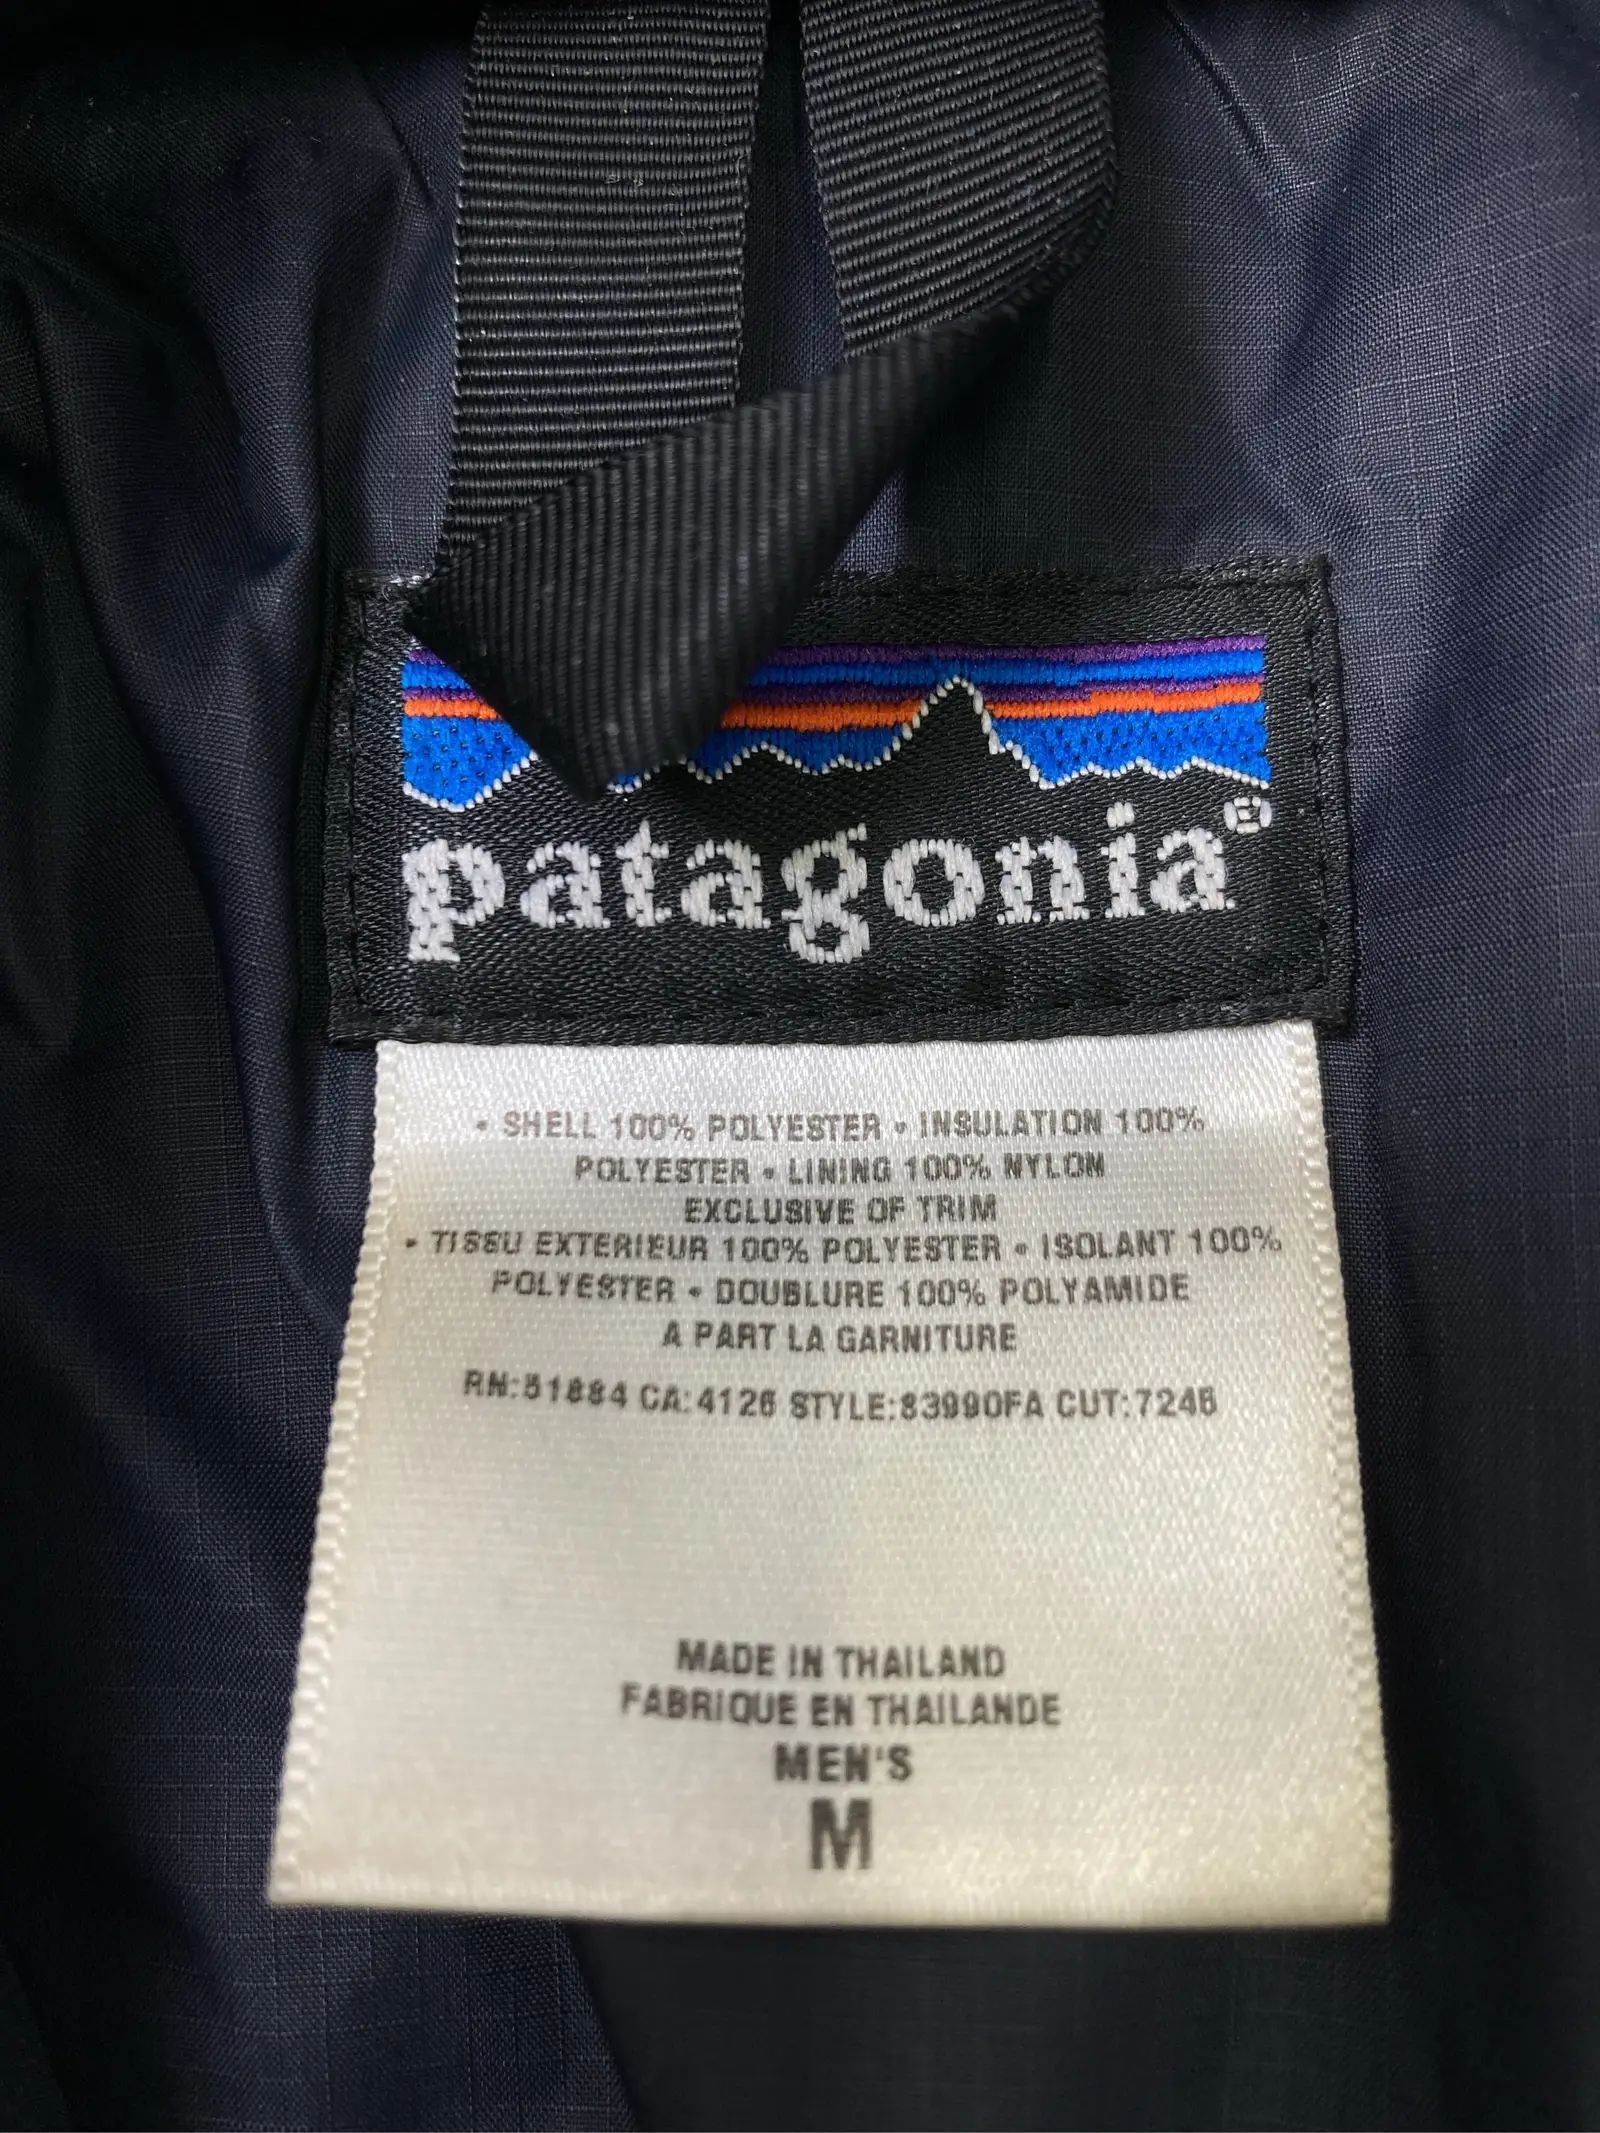 patagonia®
• SHELL 100% POLYESTER • INSULATION 100%
POLYESTER • LINING 100% NYLON
EXCLUSIVE OF TRIM
• TISSU EXTERIEUR 100% POLYESTER • ISOLANT 100%
POLYESTER • DOUBLURE 100% POLYAMIDE
A PART LA GARNITURE
RN:51884 CA:4126 STYLE:83990FA CUT:7245
MADE IN THAILAND
FABRIQUE EN THAILANDE
MEN'S
M